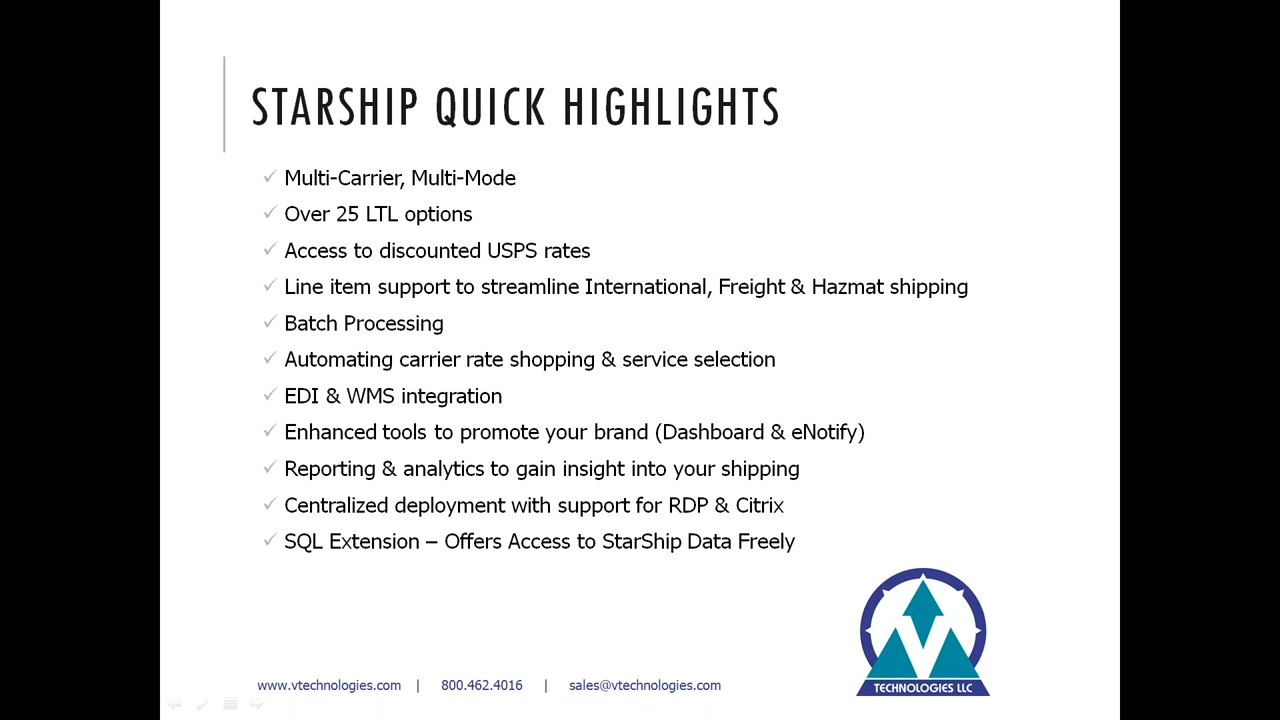 STARSHIP QUICK HIGHLIGHTS
Multi-Carrier, Multi-Mode
Over 25 LTL options
Access to discounted USPS rates
Line item support to streamline International, Freight & Hazmat shipping
Batch Processing
Automating carrier rate shopping & service selection
EDI & WMS integration
Enhanced tools to promote your brand (Dashboard & eNotify)
Reporting & analytics to gain insight into your shipping
Centralized deployment with support for RDP & Citrix
SQL Extension – Offers Access to StarShip Data Freely
V
TECHNOLOGIES LLC
www.vtechnologies.com | 800.462.4016 | sales@vtechnologies.com